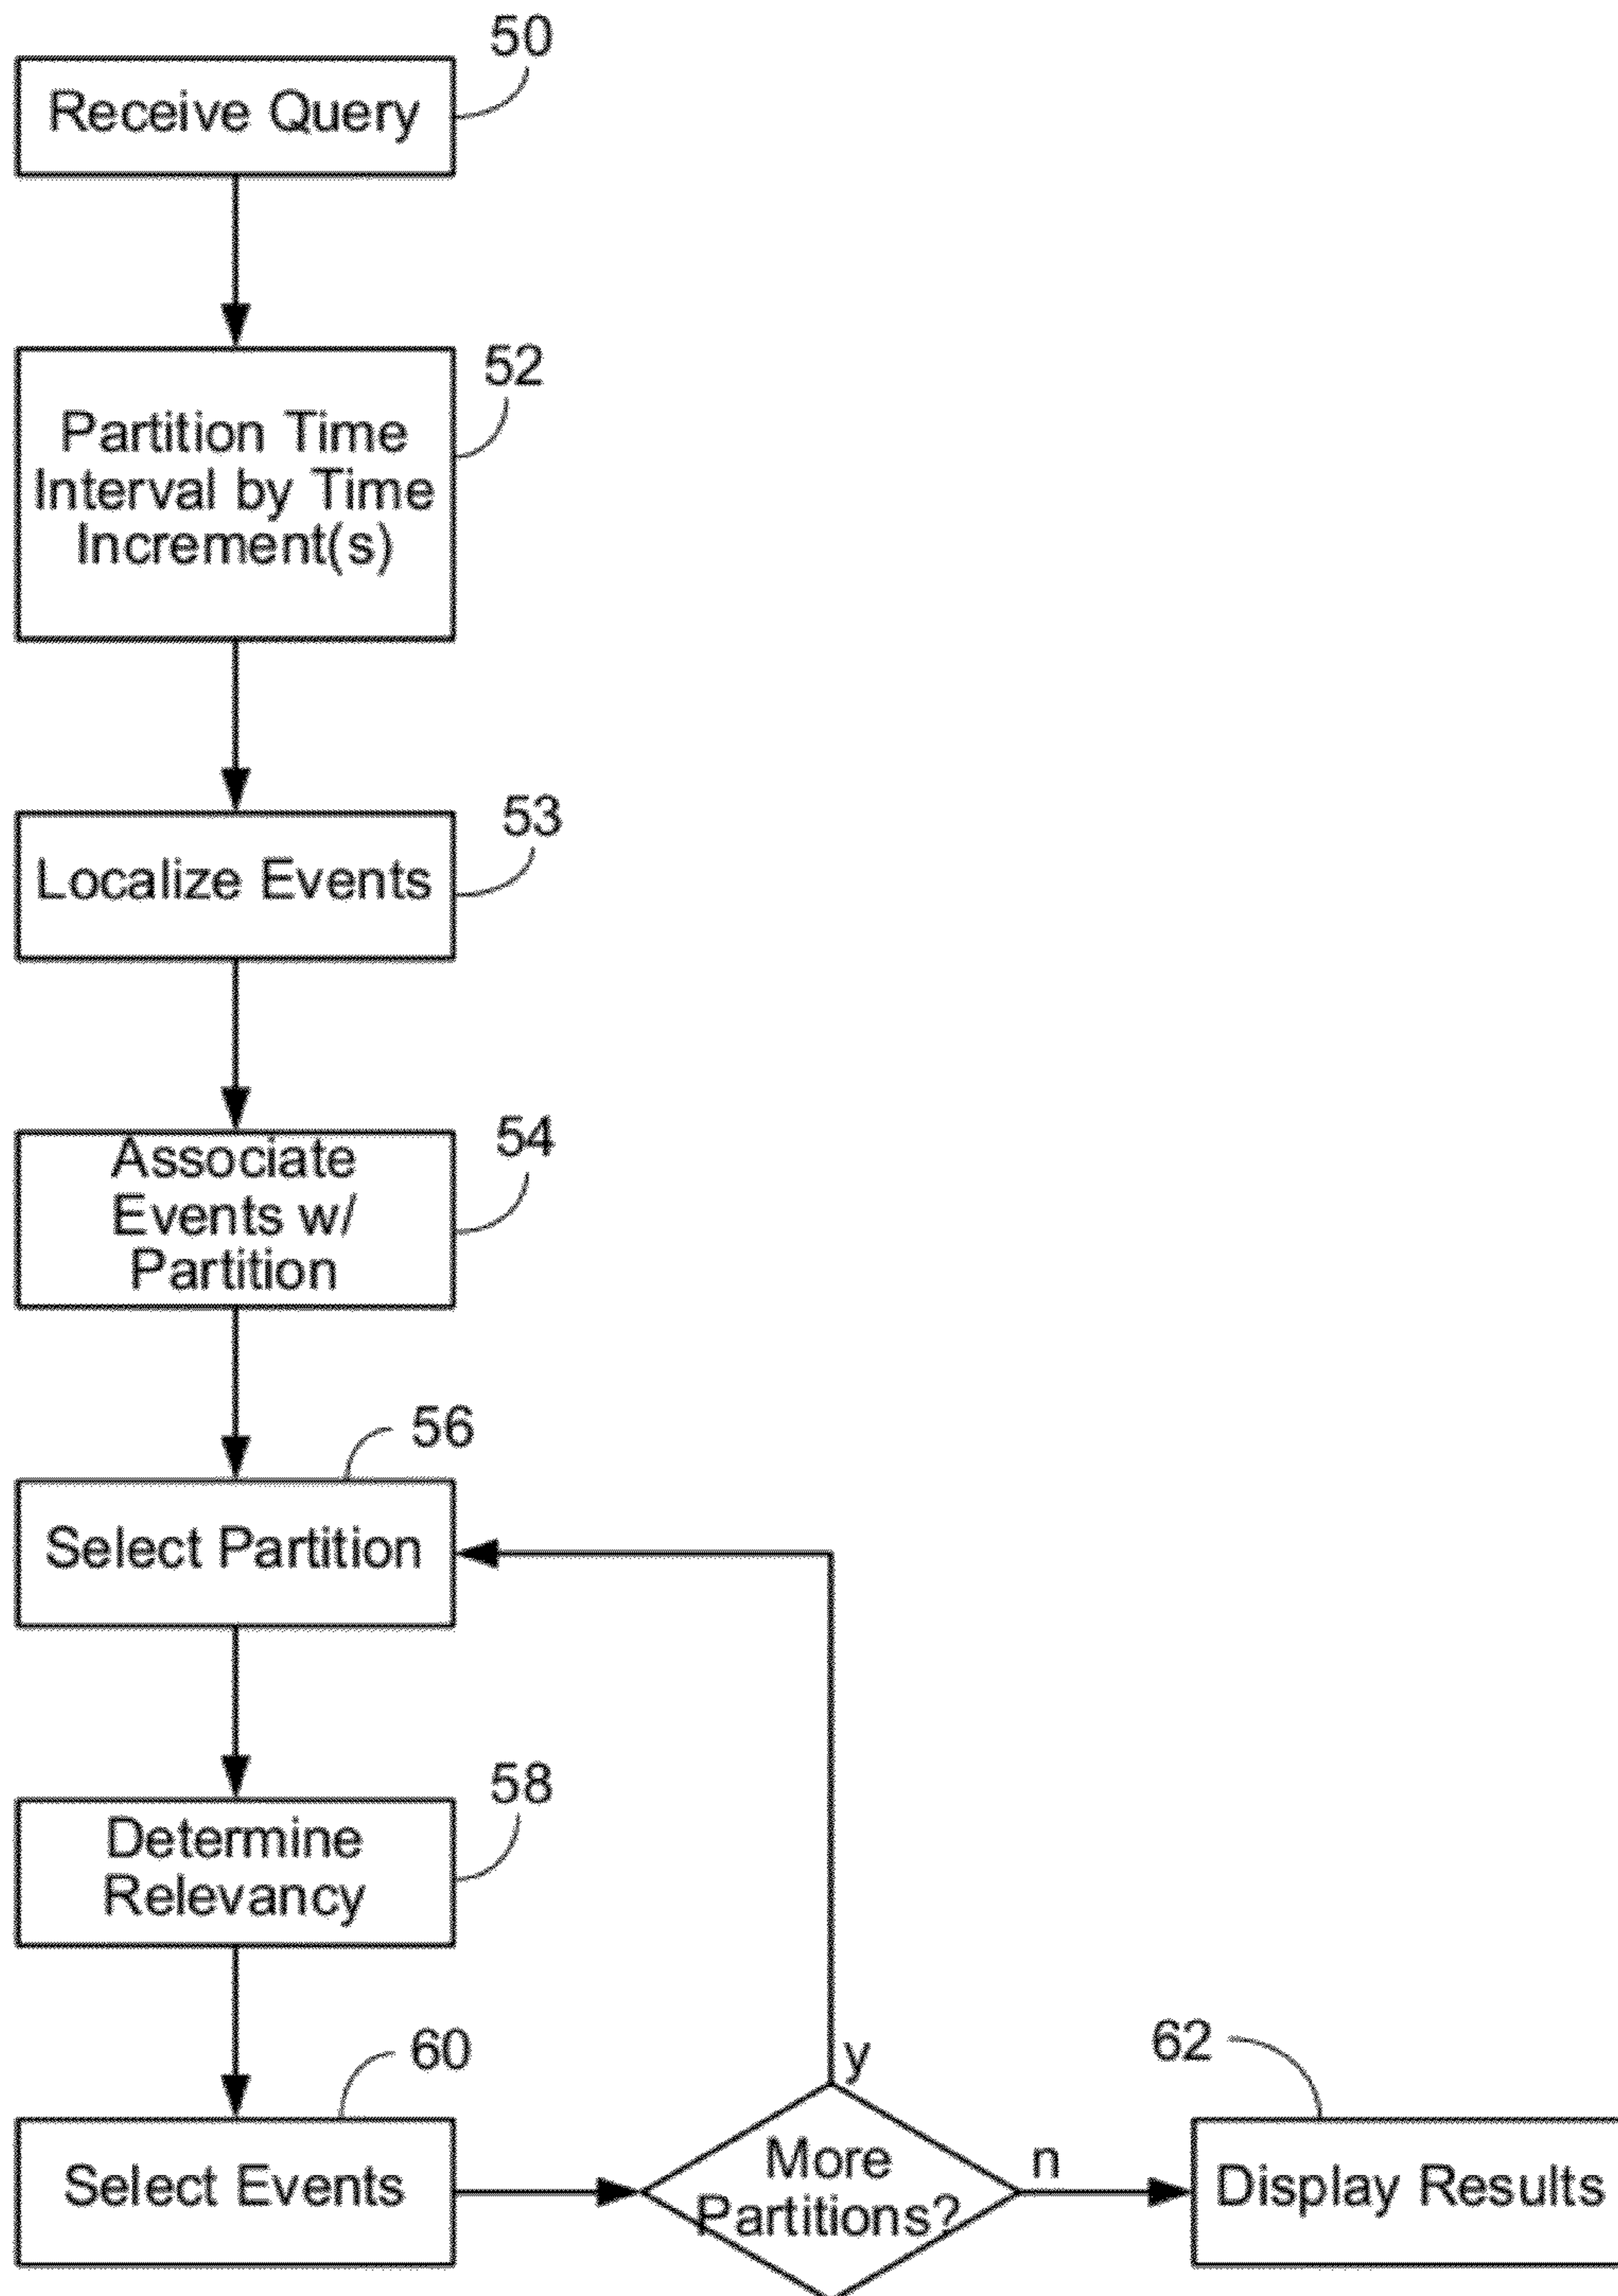 50
Receive Query
52
Partition Time
Interval by Time
Increment(s)
53
Localize Events
54
Associate
Events w/
Partition
56
Select Partition
58
Determine
Relevancy
60
Select Events
y
More
Partitions?
n
62
Display Results